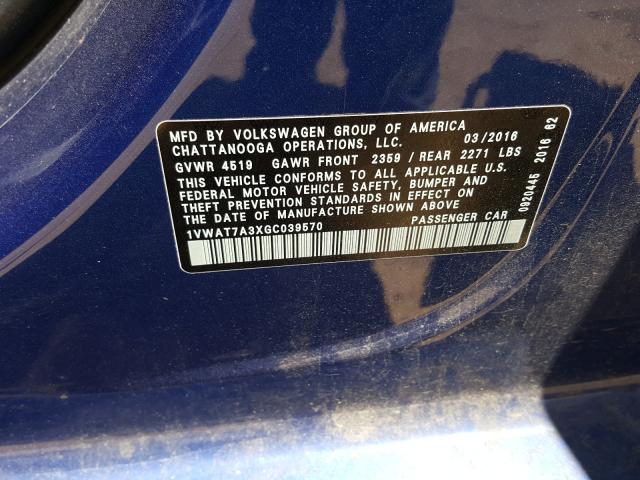 MFD BY VOLKSWAGEN GROUP OF AMERICA
CHATTANOOGA OPERATIONS, LLC. 03/2016
GVWR 4519 GAWR FRONT 2359 / REAR 2271 LBS
THIS VEHICLE CONFORMS TO ALL APPLICABLE U.S.
FEDERAL MOTOR VEHICLE SAFETY, BUMPER AND
THEFT PREVENTION STANDARDS IN EFFECT ON
THE DATE OF MANUFACTURE SHOWN ABOVE
1VWAT7A3XGC039570 PASSENGER CAR
0920445 2016 62